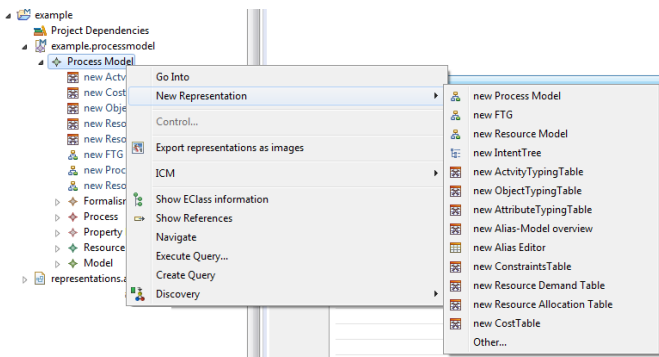 example
Project Dependencies
example.processmodel
Process Model
new Actv
new Cost
new Obje
new Reso
new Reso
new FTG
new Proc
new Reso
Formalism
Process
Property
Resource
Model
representations.a
Go Into
New Representation
Control...
Export representations as images
ICM
Show EClass information
Show References
Navigate
Execute Query...
Create Query
Discovery
new Process Model
new FTG
new Resource Model
new IntentTree
new ActvityTypingTable
new ObjectTypingTable
new AttributeTypingTable
new Alias-Model overview
new Alias Editor
new ConstraintsTable
new Resource Demand Table
new Resource Allocation Table
new CostTable
Other...